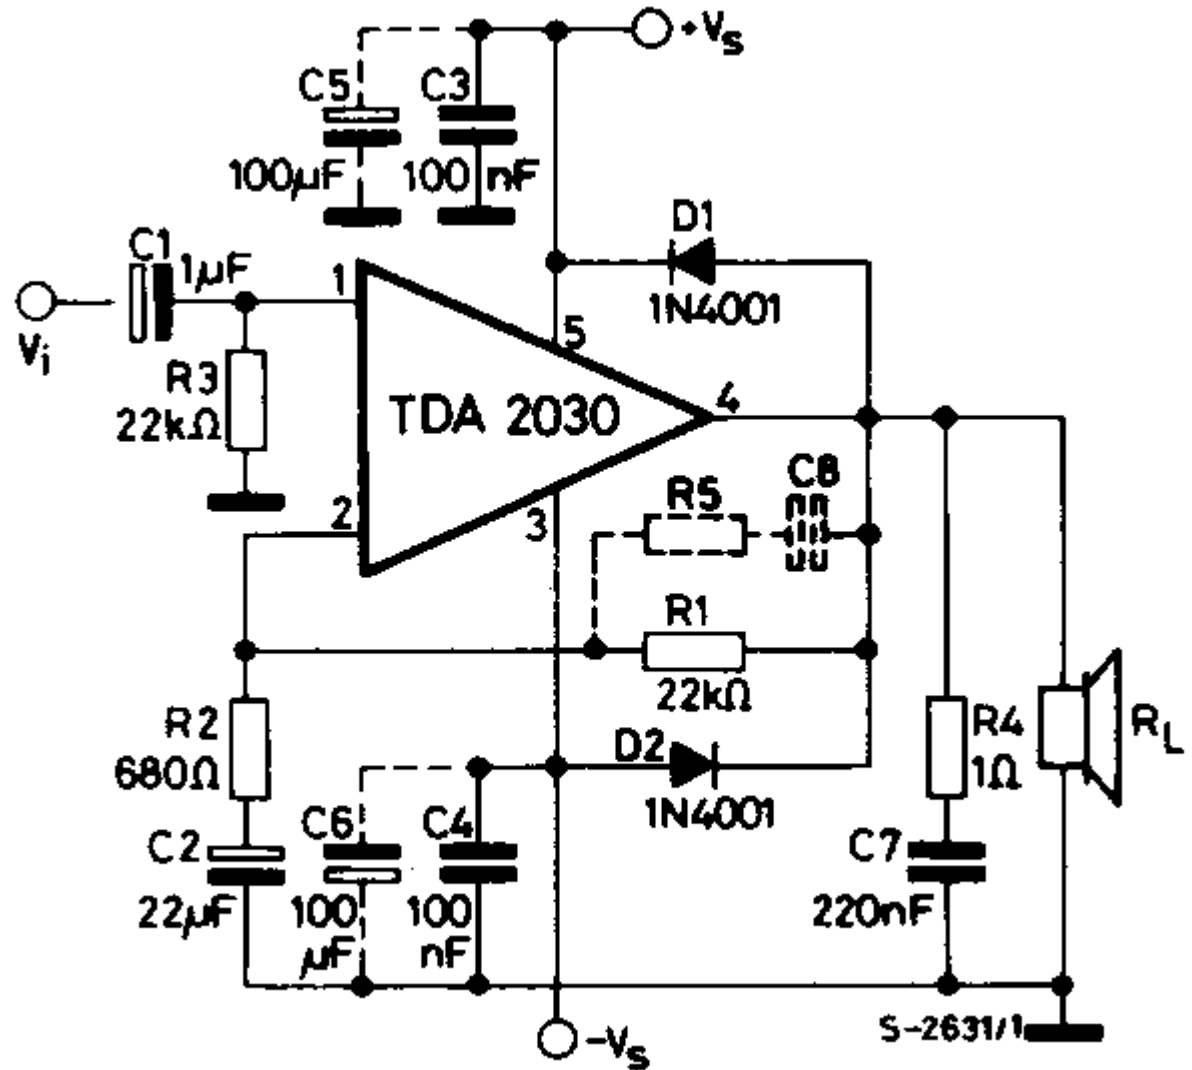 +Vs
C5
C3
100µF
100 nF
C1
1µF
D1
1N4001
Vi
1
5
R3
22kΩ
TDA 2030
4
2
3
R5
C8
R1
22kΩ
R2
680Ω
D2
1N4001
R4
1Ω
RL
C2
22µF
C6
100
µF
C4
100
nF
C7
220nF
S-2631/1
-Vs